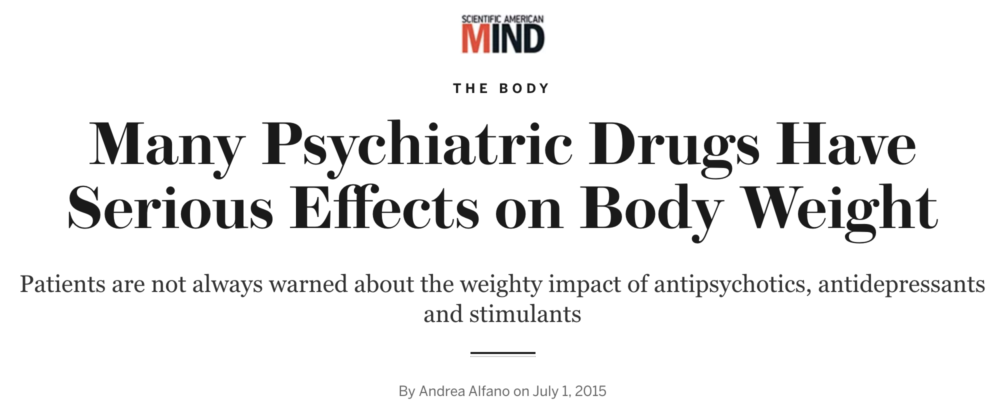 SCIENTIFIC AMERICAN
MIND
THE BODY
Many Psychiatric Drugs Have
Serious Effects on Body Weight
Patients are not always warned about the weighty impact of antipsychotics, antidepressants
and stimulants
By Andrea Alfano on July 1, 2015